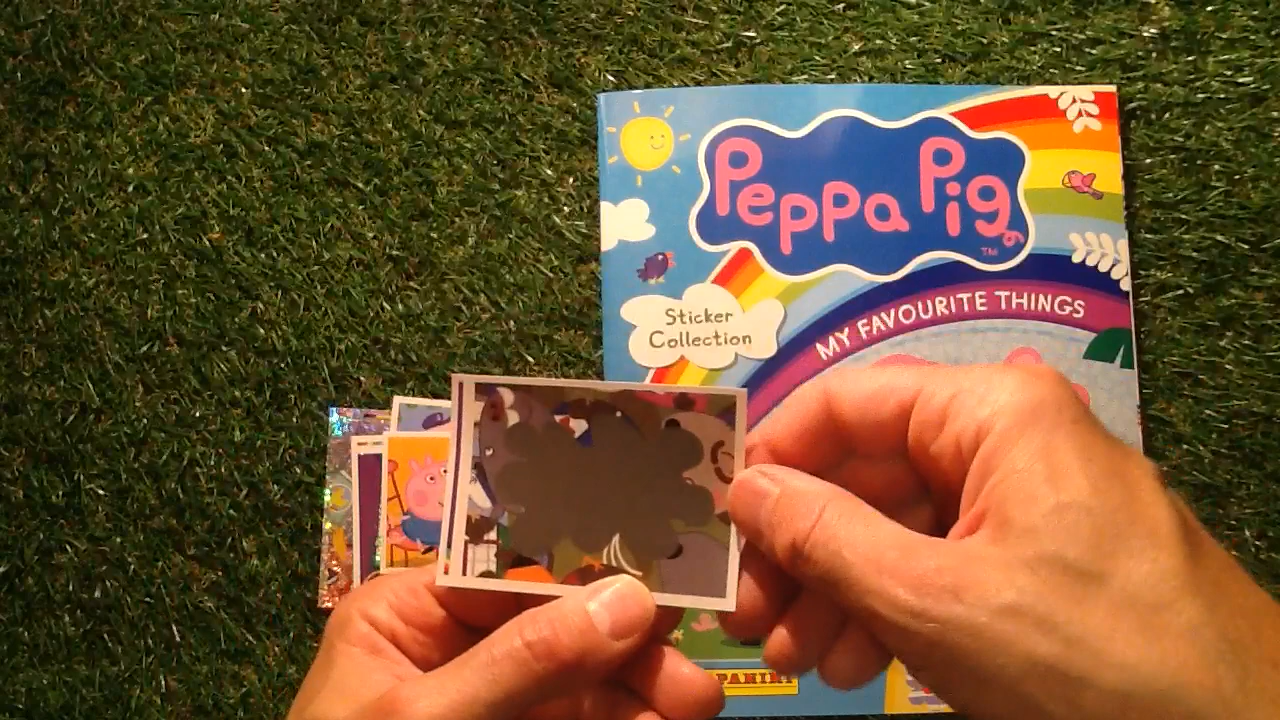 Peppa Pig
TM
Sticker
Collection
MY FAVOURITE THINGS
PANINI